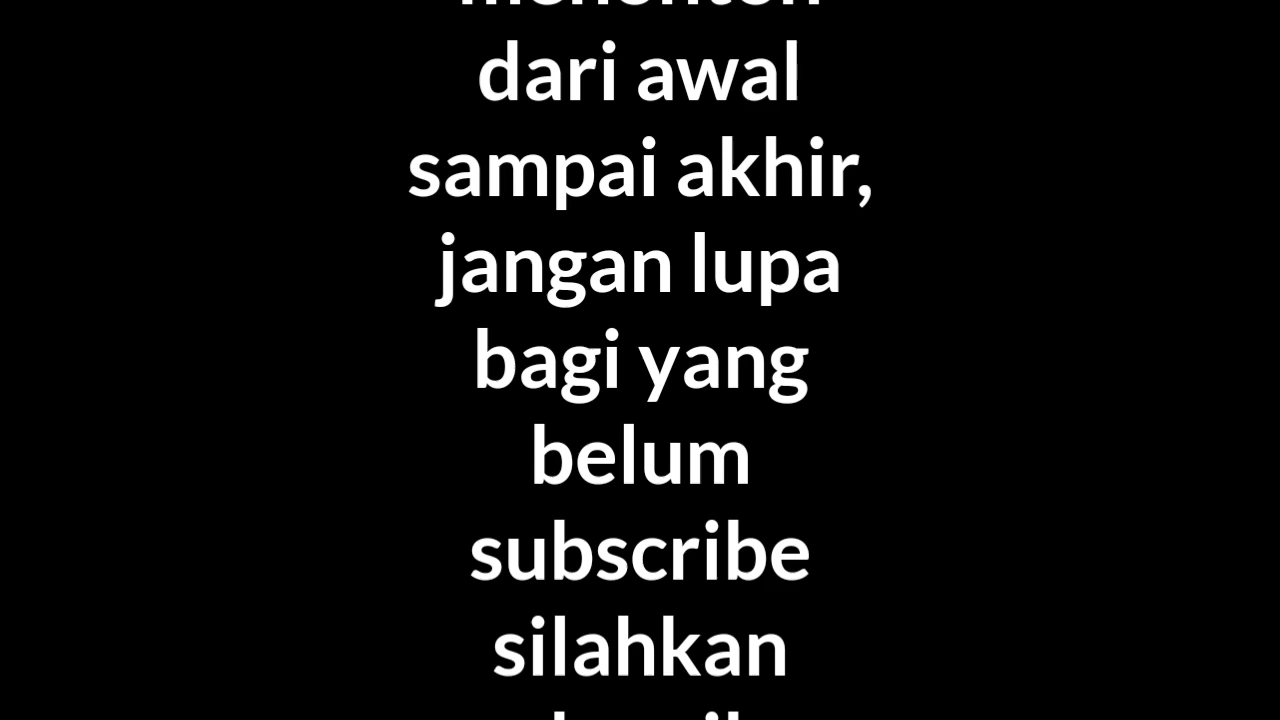 dari awal
sampai akhir,
jangan lupa
bagi yang
belum
subscribe
silahkan